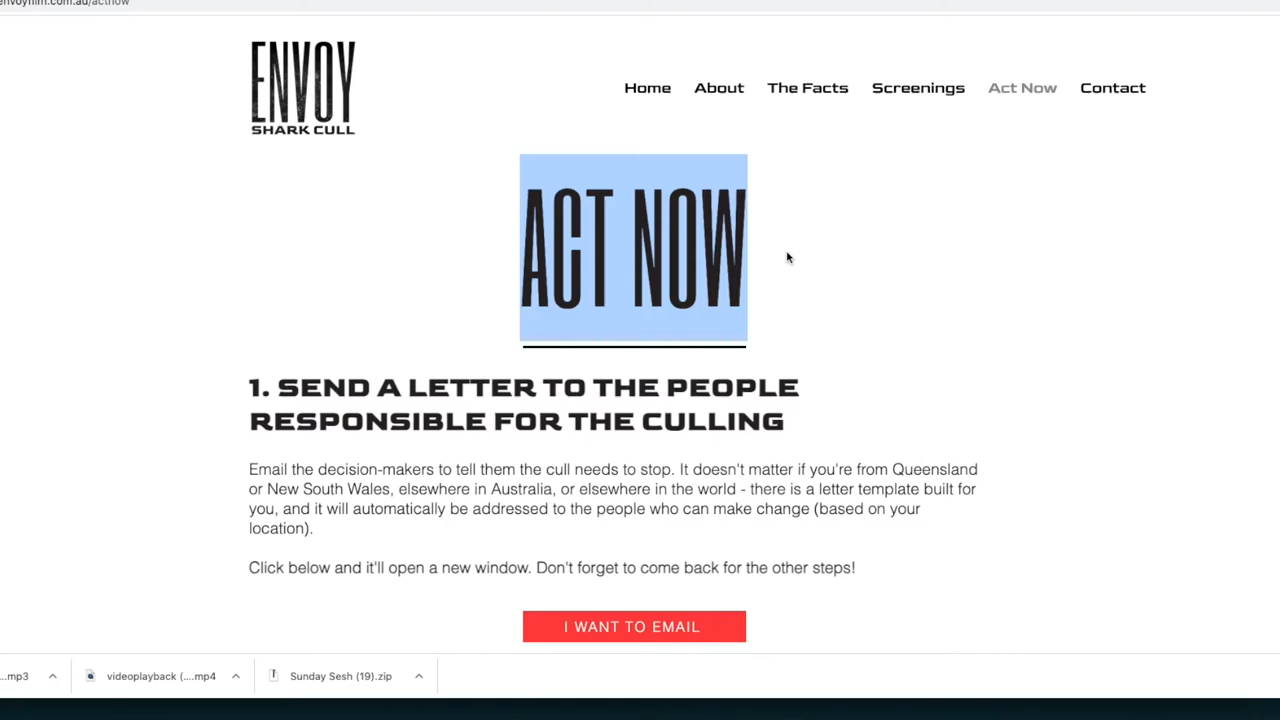 envoyfilm.com.au/actnow
ENVOY
SHARK CULL
Home About The Facts Screenings Act Now Contact
ACT NOW
1. SEND A LETTER TO THE PEOPLE
RESPONSIBLE FOR THE CULLING
Email the decision-makers to tell them the cull needs to stop. It doesn't matter if you're from Queensland
or New South Wales, elsewhere in Australia, or elsewhere in the world - there is a letter template built for
you, and it will automatically be addressed to the people who can make change (based on your
location).
Click below and it'll open a new window. Don't forget to come back for the other steps!
I WANT TO EMAIL
...mp3 videoplayback (....mp4 Sunday Sesh (19).zip